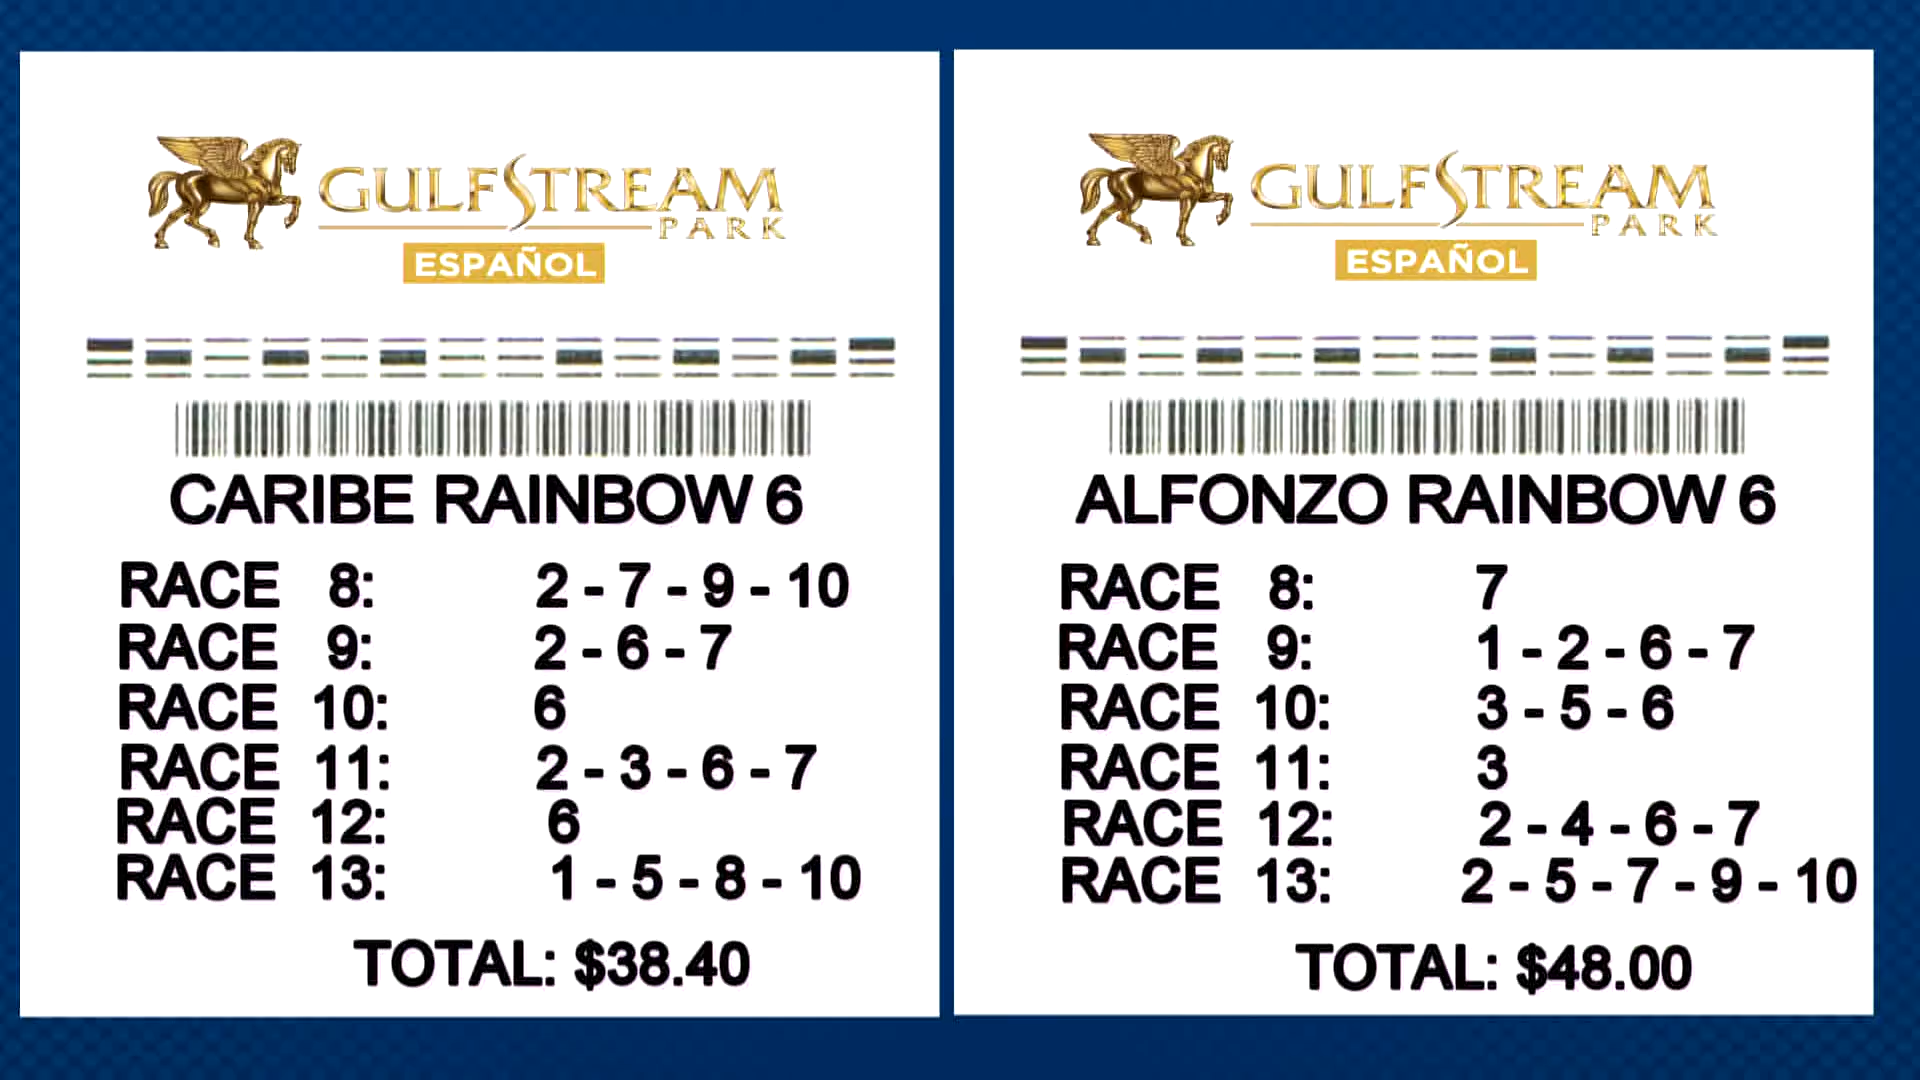 GULFSTREAM
PARK
ESPAÑOL
CARIBE RAINBOW 6
RACE 8: 2 - 7 - 9 - 10
RACE 9: 2 - 6 - 7
RACE 10: 6
RACE 11: 2 - 3 - 6 - 7
RACE 12: 6
RACE 13: 1 - 5 - 8 - 10
TOTAL: $38.40
GULFSTREAM
PARK
ESPAÑOL
ALFONZO RAINBOW 6
RACE 8: 7
RACE 9: 1 - 2 - 6 - 7
RACE 10: 3 - 5 - 6
RACE 11: 3
RACE 12: 2 - 4 - 6 - 7
RACE 13: 2 - 5 - 7 - 9 - 10
TOTAL: $48.00